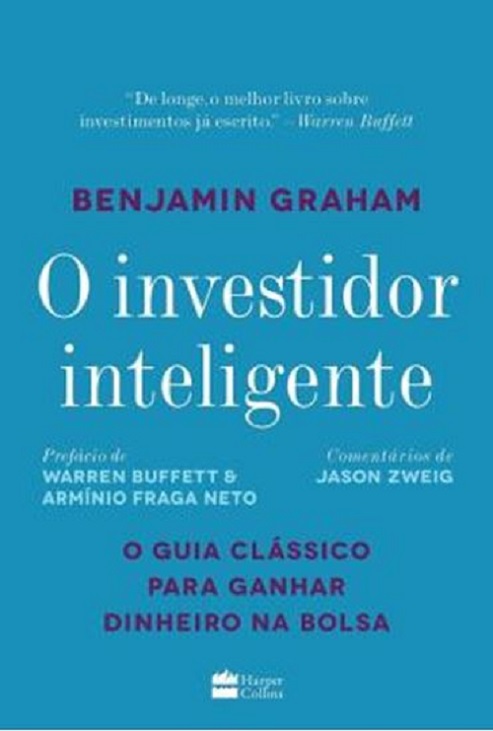 “De longe, o melhor livro sobre
investimentos já escrito.” – Warren Buffett
BENJAMIN GRAHAM
O investidor
inteligente
Prefácio de
WARREN BUFFETT &
ARMÍNIO FRAGA NETO
Comentários de
JASON ZWEIG
O GUIA CLÁSSICO
PARA GANHAR
DINHEIRO NA BOLSA
Harper
Collins